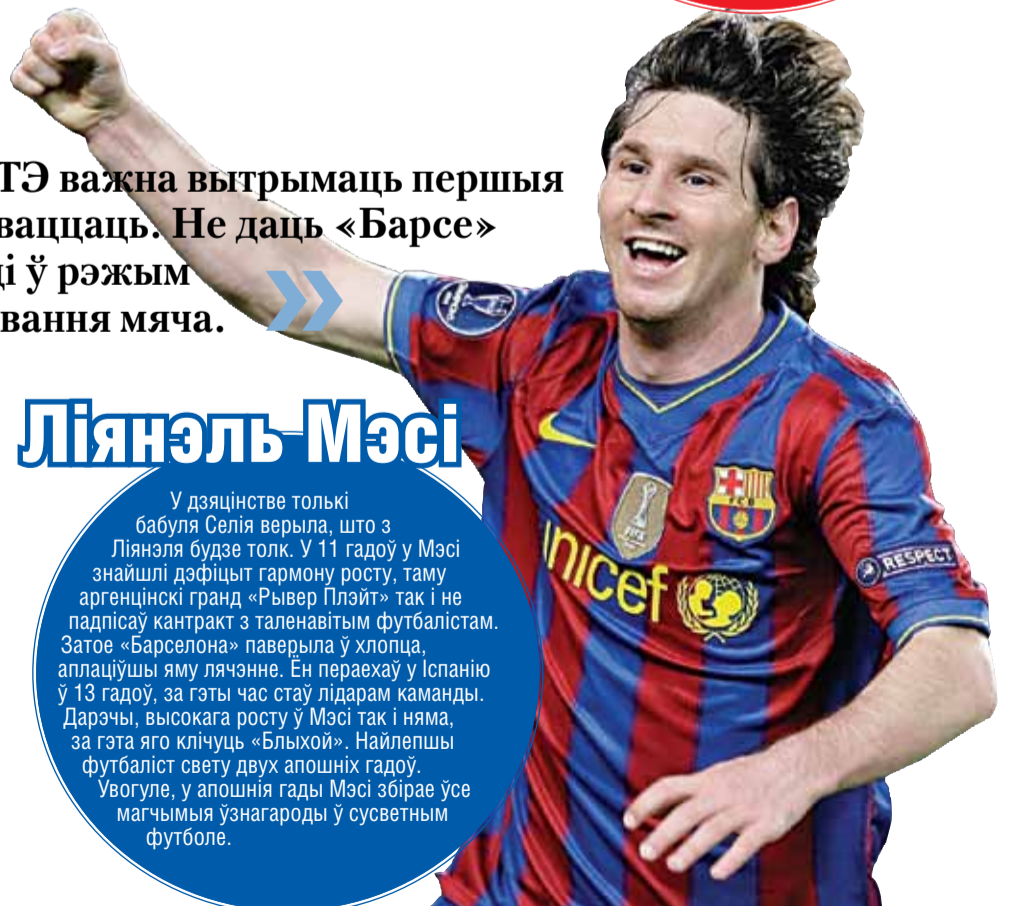 ТЭ важна вытрымаць першыя
ваццаць. Не даць «Барсе»
ці ў рэжым
вання мяча.
Ліянэль Мэсі
У дзяцінстве толькі
бабуля Селія верыла, што з
Ліянэля будзе толк. У 11 гадоў у Мэсі
знайшлі дэфіцыт гармону росту, таму
аргенцінскі гранд «Рывер Плэйт» так і не
падпісаў кантракт з таленавітым футбалістам.
Затое «Барселона» паверыла ў хлопца,
аплаціўшы яму лячэнне. Ён пераехаў у Іспанію
ў 13 гадоў, за гэты час стаў лідарам каманды.
Дарэчы, высокага росту ў Мэсі так і няма,
за гэта яго клічуць «Блыхой». Найлепшы
футбаліст свету двух апошніх гадоў.
Увогуле, у апошнія гады Мэсі збірае ўсе
магчымыя ўзнагароды ў сусветным
футболе.
FCB
FIFA
unicef
RESPECT